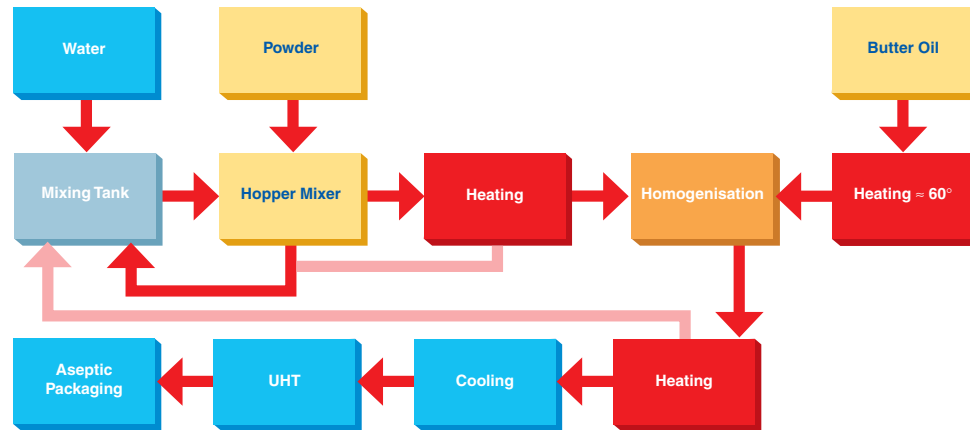 Water
Powder
Butter Oil
Mixing Tank
Hopper Mixer
Heating
Homogenisation
Heating ≈ 60°
Aseptic
Packaging
UHT
Cooling
Heating